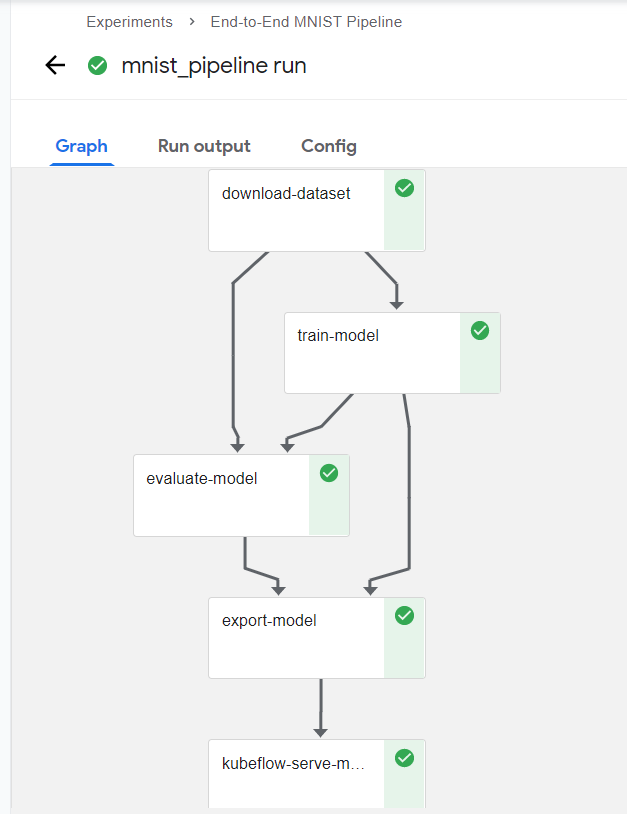 Experiments > End-to-End MNIST Pipeline
mnist_pipeline run
Graph Run output Config
download-dataset
train-model
evaluate-model
export-model
kubeflow-serve-m...